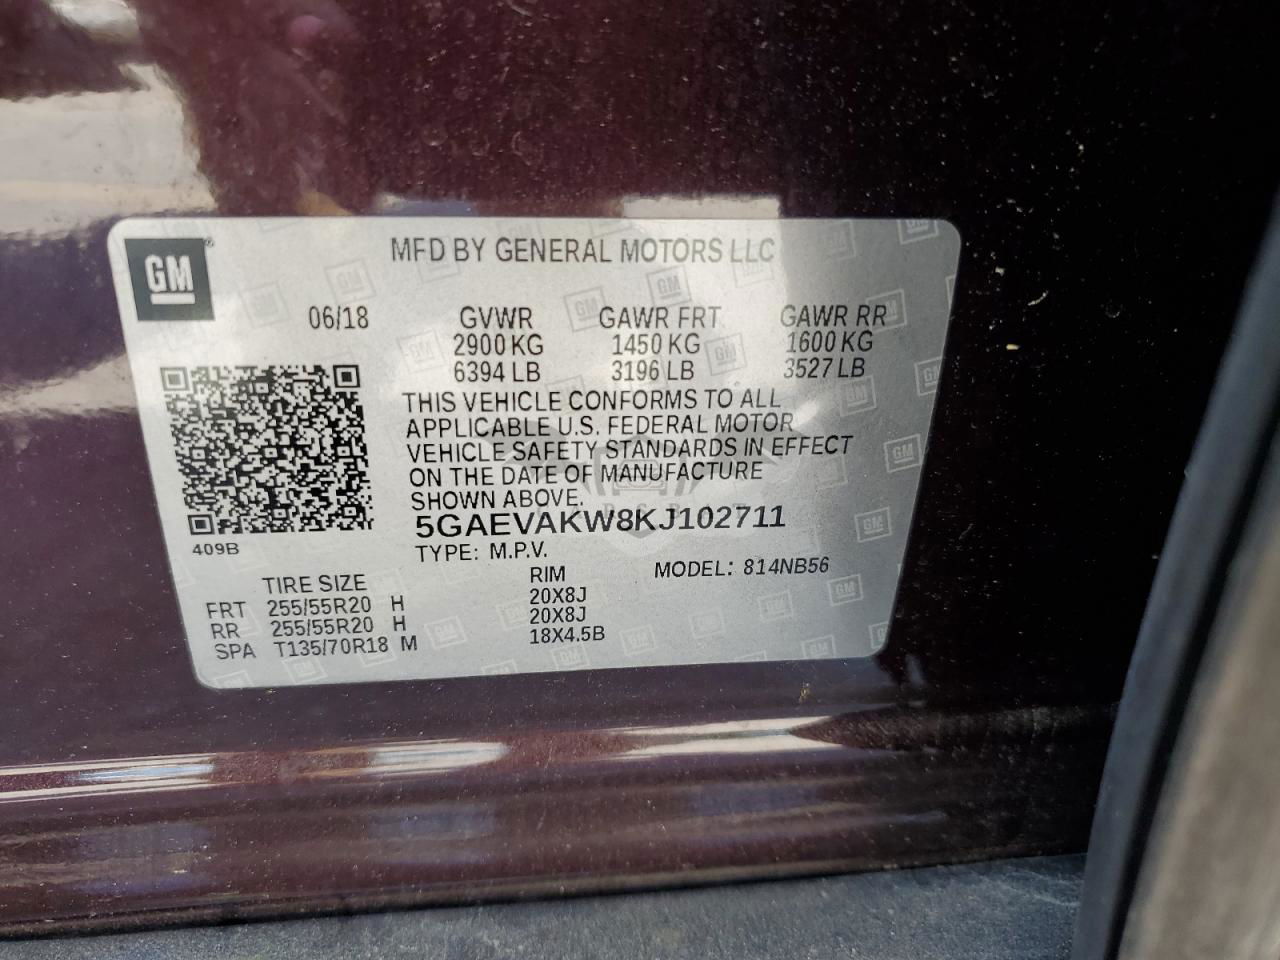 GM
MFD BY GENERAL MOTORS LLC
06/18 GVWR GAWR FRT GAWR RR
2900 KG 1450 KG 1600 KG
6394 LB 3196 LB 3527 LB
THIS VEHICLE CONFORMS TO ALL
APPLICABLE U.S. FEDERAL MOTOR
VEHICLE SAFETY STANDARDS IN EFFECT
ON THE DATE OF MANUFACTURE
SHOWN ABOVE.
5GAEVAKW8KJ102711
409B
TYPE: M.P.V. MODEL: 814NB56
TIRE SIZE RIM
FRT 255/55R20 H 20X8J
RR 255/55R20 H 20X8J
SPA T135/70R18 M 18X4.5B